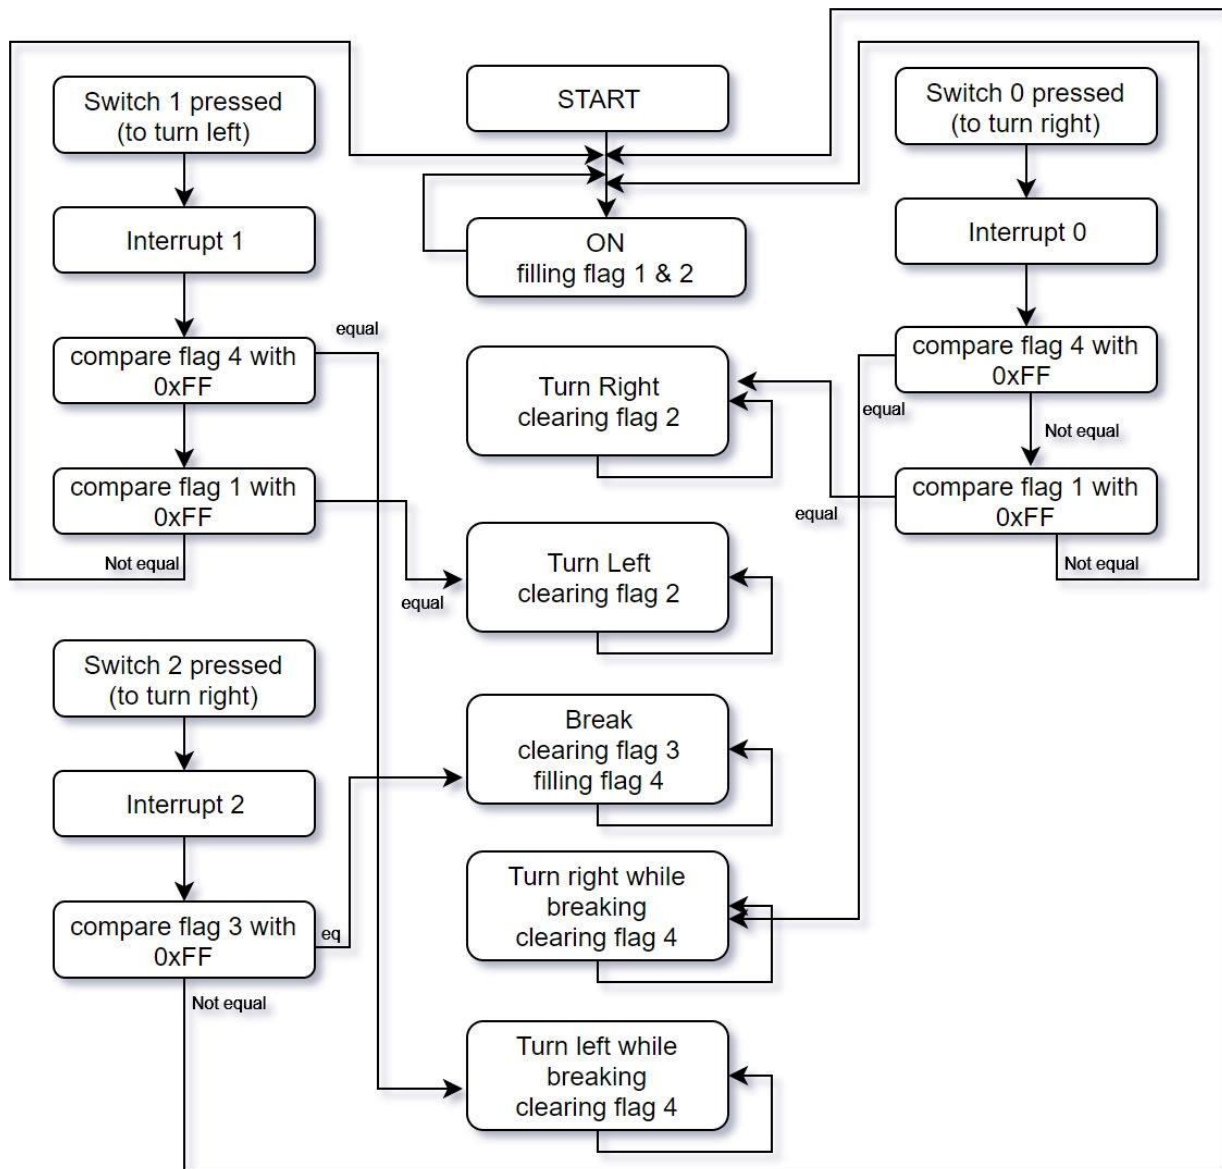 START
ON
filling flag 1 & 2
Switch 1 pressed
(to turn left)
Interrupt 1
compare flag 4 with
0xFF
equal
compare flag 1 with
0xFF
Not equal
equal
Switch 0 pressed
(to turn right)
Interrupt 0
compare flag 4 with
0xFF
equal
Not equal
compare flag 1 with
0xFF
equal
Not equal
Turn Right
clearing flag 2
Turn Left
clearing flag 2
Switch 2 pressed
(to turn right)
Interrupt 2
compare flag 3 with
0xFF
eq
Not equal
Break
clearing flag 3
filling flag 4
Turn right while
breaking
clearing flag 4
Turn left while
breaking
clearing flag 4